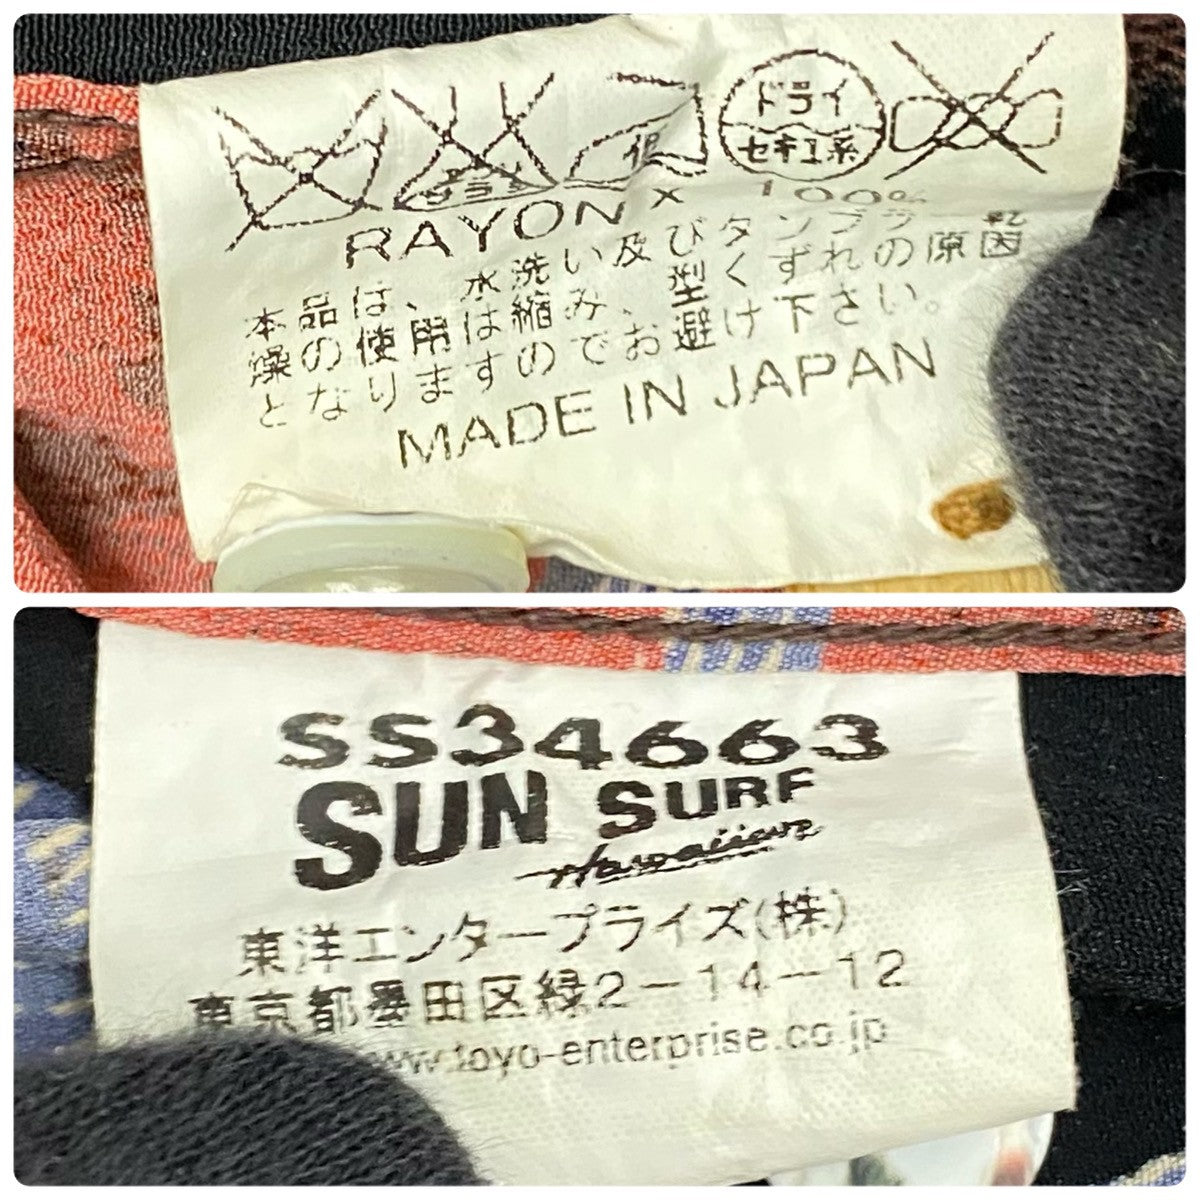 低
ドライ
セキユ系
RAYON 100%
本品は、水洗い及びタンブラー乾
燥の使用は縮み、型くずれの原因
となりますのでお避け下さい。
MADE IN JAPAN
SS34663
SUN SURF
Hawaiiwear
東洋エンタープライズ(株)
東京都墨田区緑2-14-12
www.toyo-enterprise.co.jp